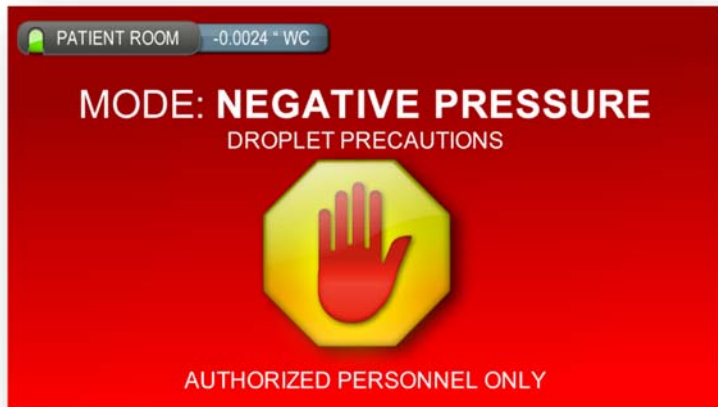 PATIENT ROOM -0.0024 “ WC
MODE: NEGATIVE PRESSURE
DROPLET PRECAUTIONS
AUTHORIZED PERSONNEL ONLY